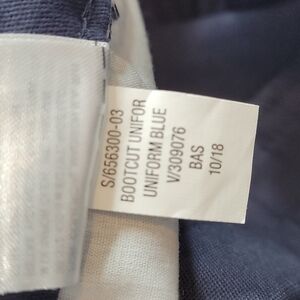 S/656300-03
BOOTCUT UNIFOR
UNIFORM BLUE
V/309076
BAS
10/18